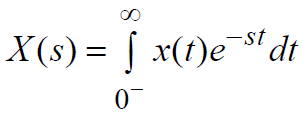 X(s) = ∫₀⁻^∞ x(t)e^{-st} dt